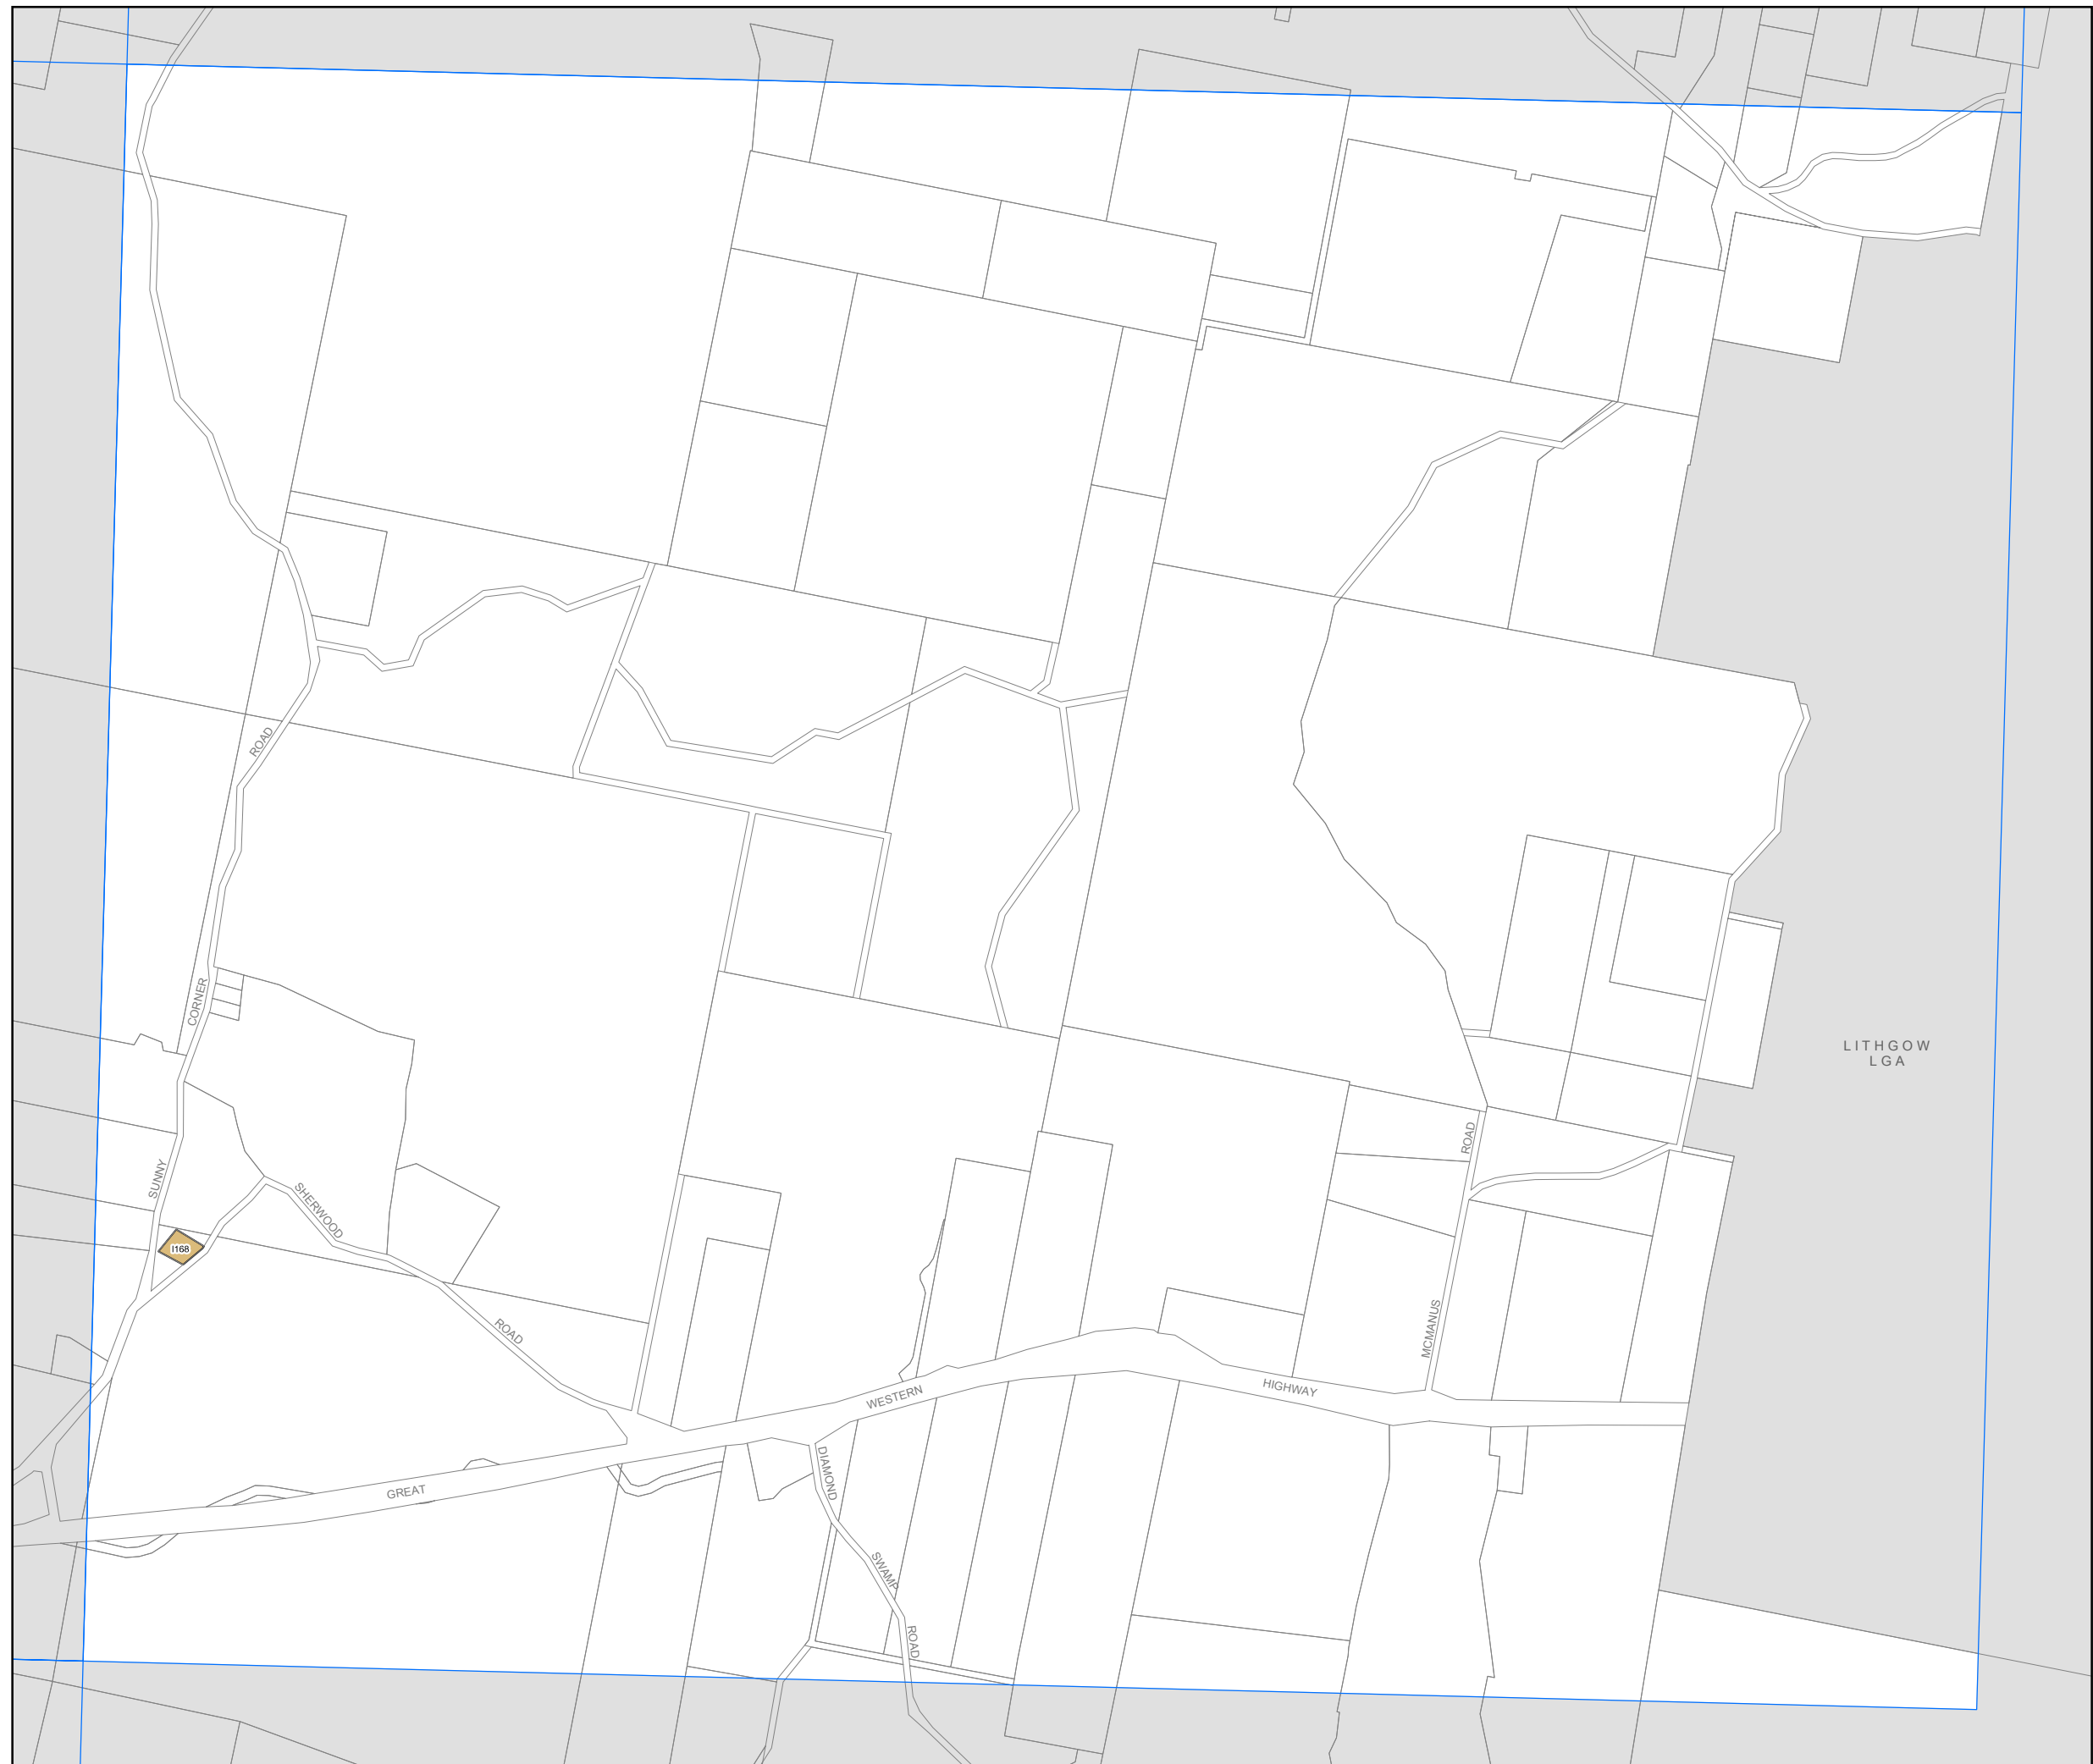 ROAD
CORNER
SUNNY
LITHGOW
LGA
ROAD
SHERWOOD
I168
ROAD
MCMANUS
HIGHWAY
WESTERN
GREAT
DIAMOND
SWAMP
ROAD